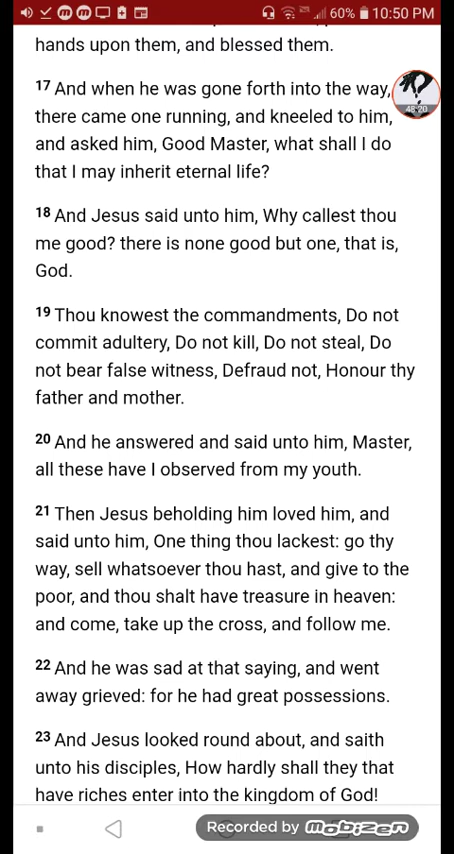 60% 10:50 PM
hands upon them, and blessed them.
17 And when he was gone forth into the way,
there came one running, and kneeled to him,
48:20
and asked him, Good Master, what shall I do
that I may inherit eternal life?
18 And Jesus said unto him, Why callest thou
me good? there is none good but one, that is,
God.
19 Thou knowest the commandments, Do not
commit adultery, Do not kill, Do not steal, Do
not bear false witness, Defraud not, Honour thy
father and mother.
20 And he answered and said unto him, Master,
all these have I observed from my youth.
21 Then Jesus beholding him loved him, and
said unto him, One thing thou lackest: go thy
way, sell whatsoever thou hast, and give to the
poor, and thou shalt have treasure in heaven:
and come, take up the cross, and follow me.
22 And he was sad at that saying, and went
away grieved: for he had great possessions.
23 And Jesus looked round about, and saith
unto his disciples, How hardly shall they that
have riches enter into the kingdom of God!
Recorded by mobizen